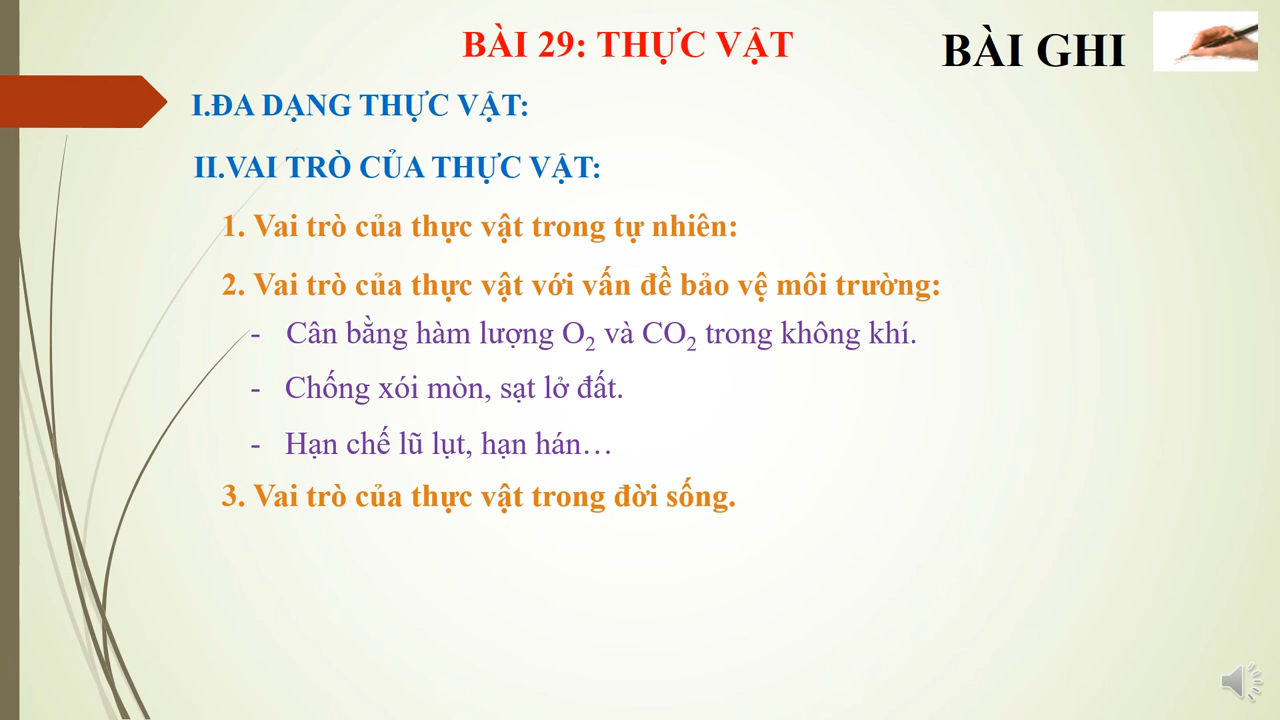 BÀI 29: THỰC VẬT
BÀI GHI
I.ĐA DẠNG THỰC VẬT:
II.VAI TRÒ CỦA THỰC VẬT:
1. Vai trò của thực vật trong tự nhiên:
2. Vai trò của thực vật với vấn đề bảo vệ môi trường:
- Cân bằng hàm lượng O₂ và CO₂ trong không khí.
- Chống xói mòn, sạt lở đất.
- Hạn chế lũ lụt, hạn hán…
3. Vai trò của thực vật trong đời sống.